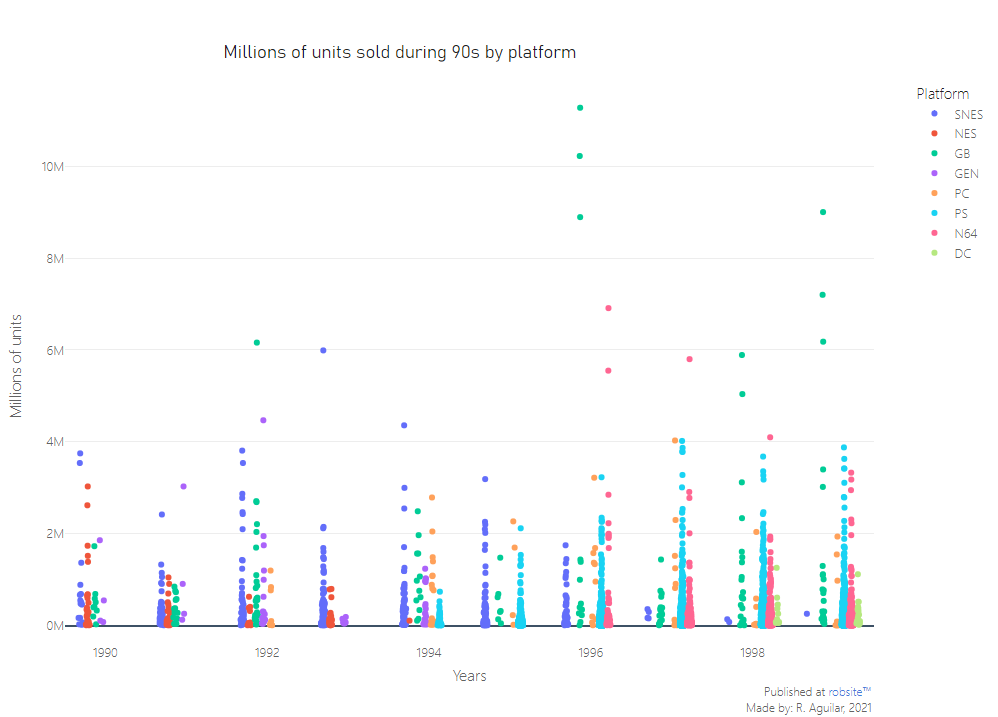 Millions of units sold during 90s by platform
Platform
SNES
NES
GB
GEN
PC
PS
N64
DC
10M
8M
6M
4M
2M
0M
Millions of units
1990
1992
1994
1996
1998
Years
Published at robsite™
Made by: R. Aguilar, 2021